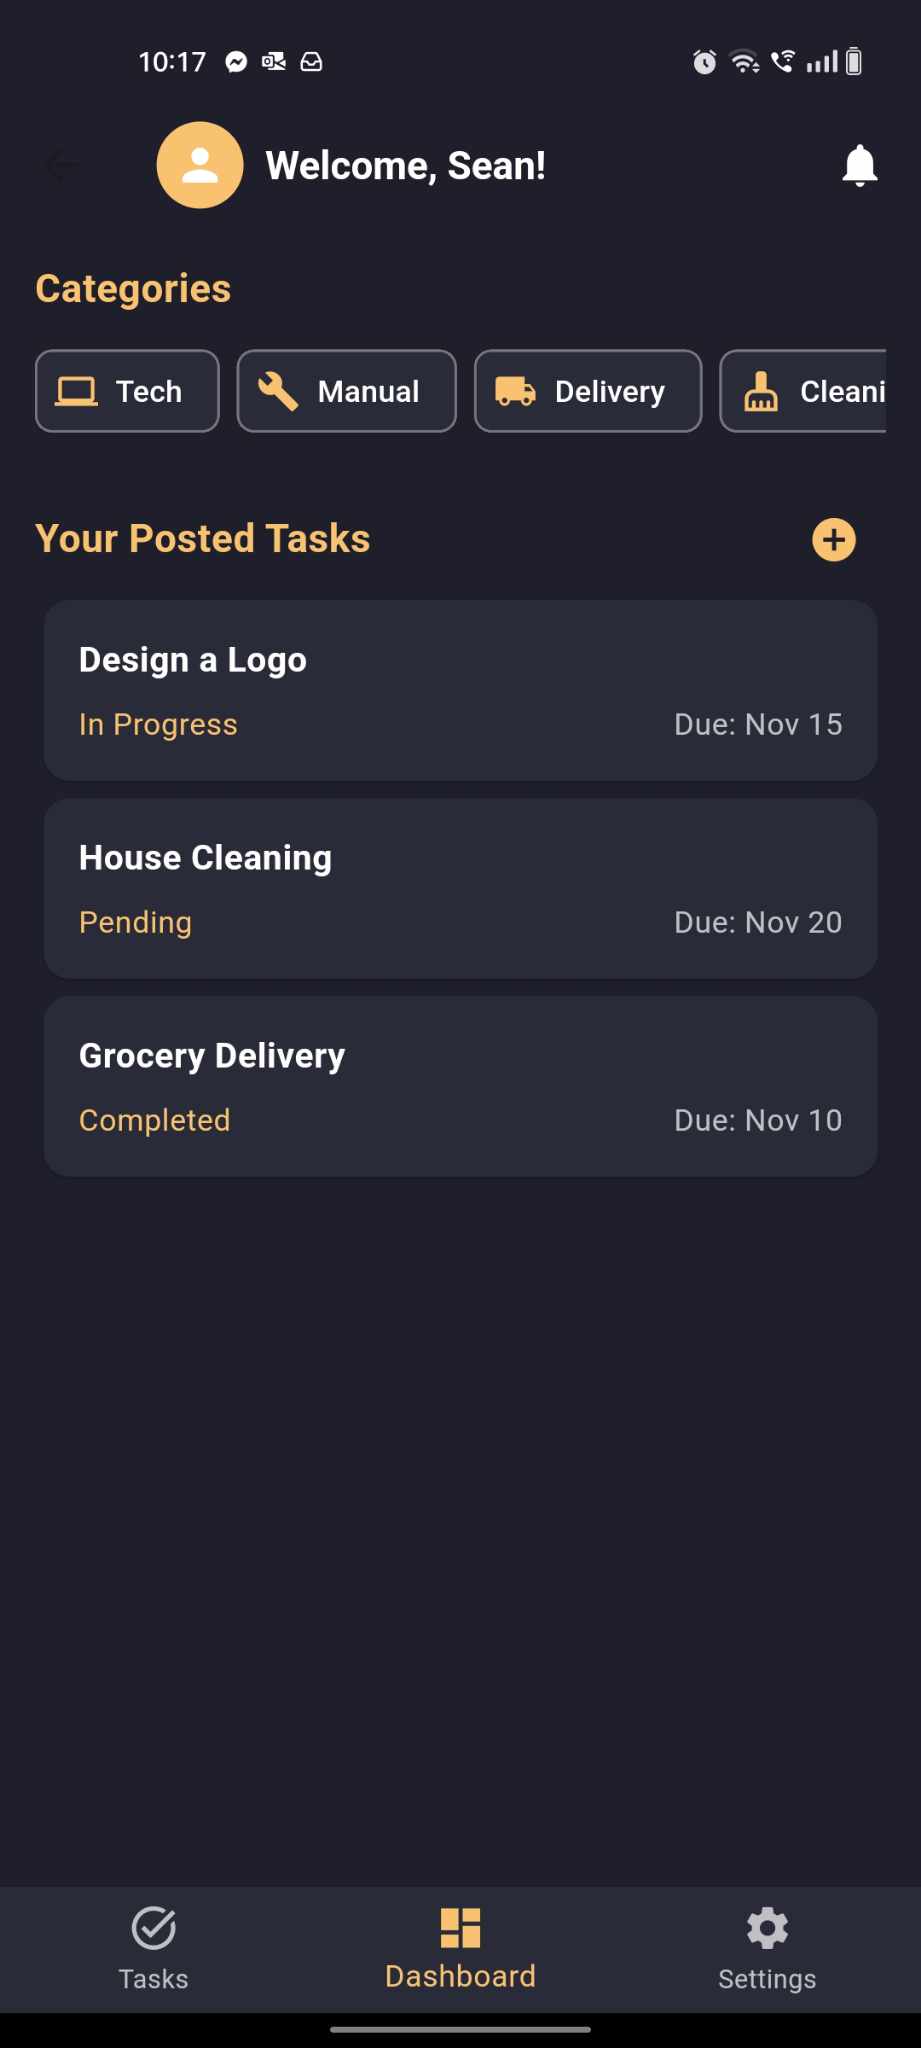 10:17
Welcome, Sean!
Categories
Tech Manual Delivery Cleani
Your Posted Tasks
Design a Logo
In Progress Due: Nov 15
House Cleaning
Pending Due: Nov 20
Grocery Delivery
Completed Due: Nov 10
Tasks Dashboard Settings